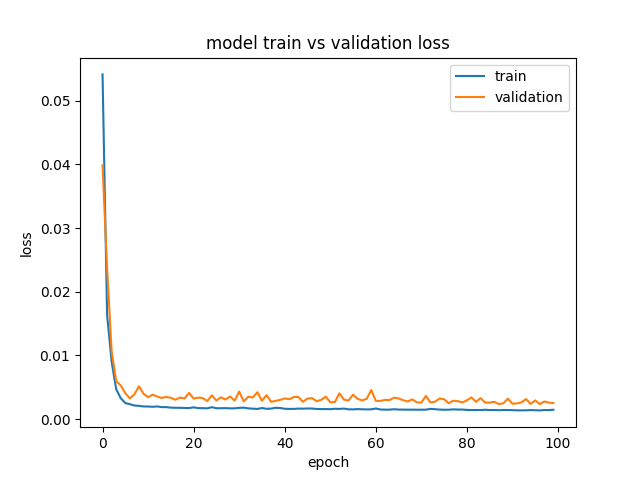 model train vs validation loss
train
validation
0.05
0.04
0.03
0.02
0.01
0.00
loss
0 20 40 60 80 100
epoch